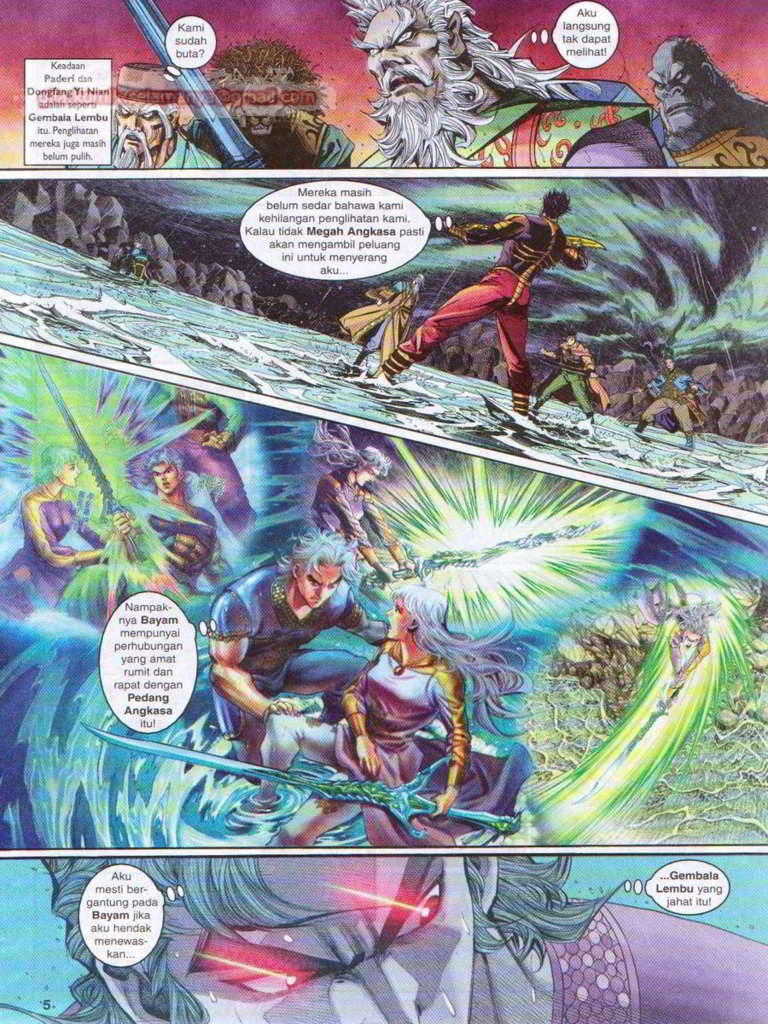 Kami
sudah
buta?
Aku
langsung
tak dapat
melihat!
Keadaan
Paderi dan
Dongfang Yi Nian
adalah seperti
Gembala Lembu
itu. Penglihatan
mereka juga masih
belum pulih.
Mereka masih
belum sedar bahawa kami
kehilangan penglihatan kami.
Kalau tidak Megah Angkasa pasti
akan mengambil peluang
ini untuk menyerang
aku...
Nampak-
nya Bayam
mempunyai
perhubungan
yang amat
rumit dan
rapat dengan
Pedang
Angkasa
itu!
Aku
mesti ber-
gantung pada
Bayam jika
aku hendak
menewas-
kan...
...Gembala
Lembu yang
jahat itu!
5